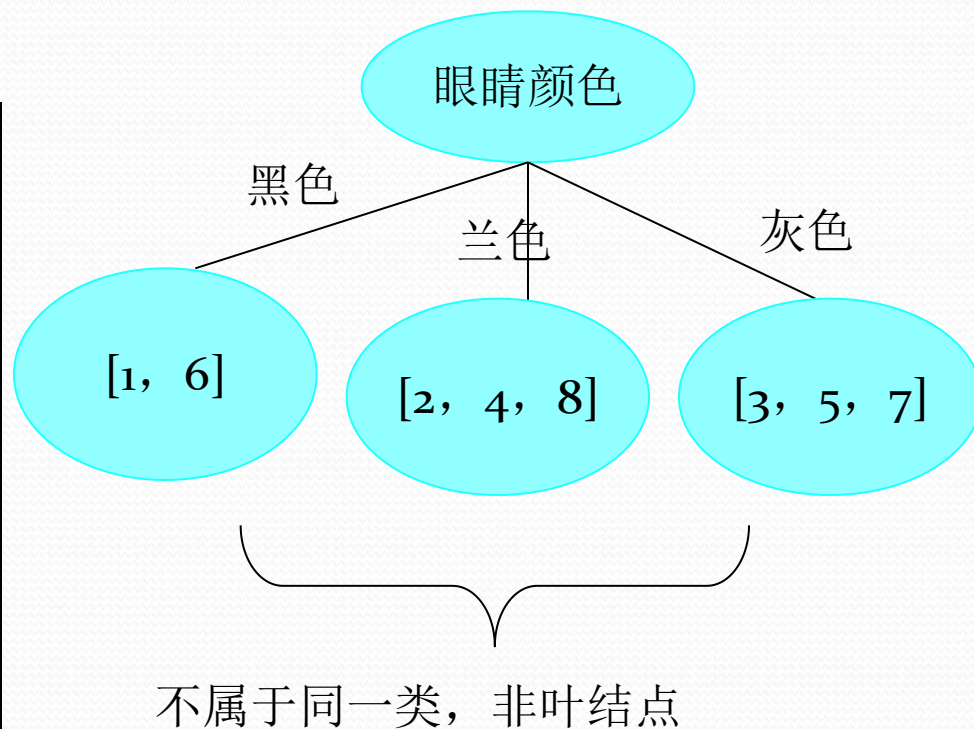 眼睛颜色
黑色
兰色
灰色
[1，6]
[2，4，8]
[3，5，7]
不属于同一类，非叶结点